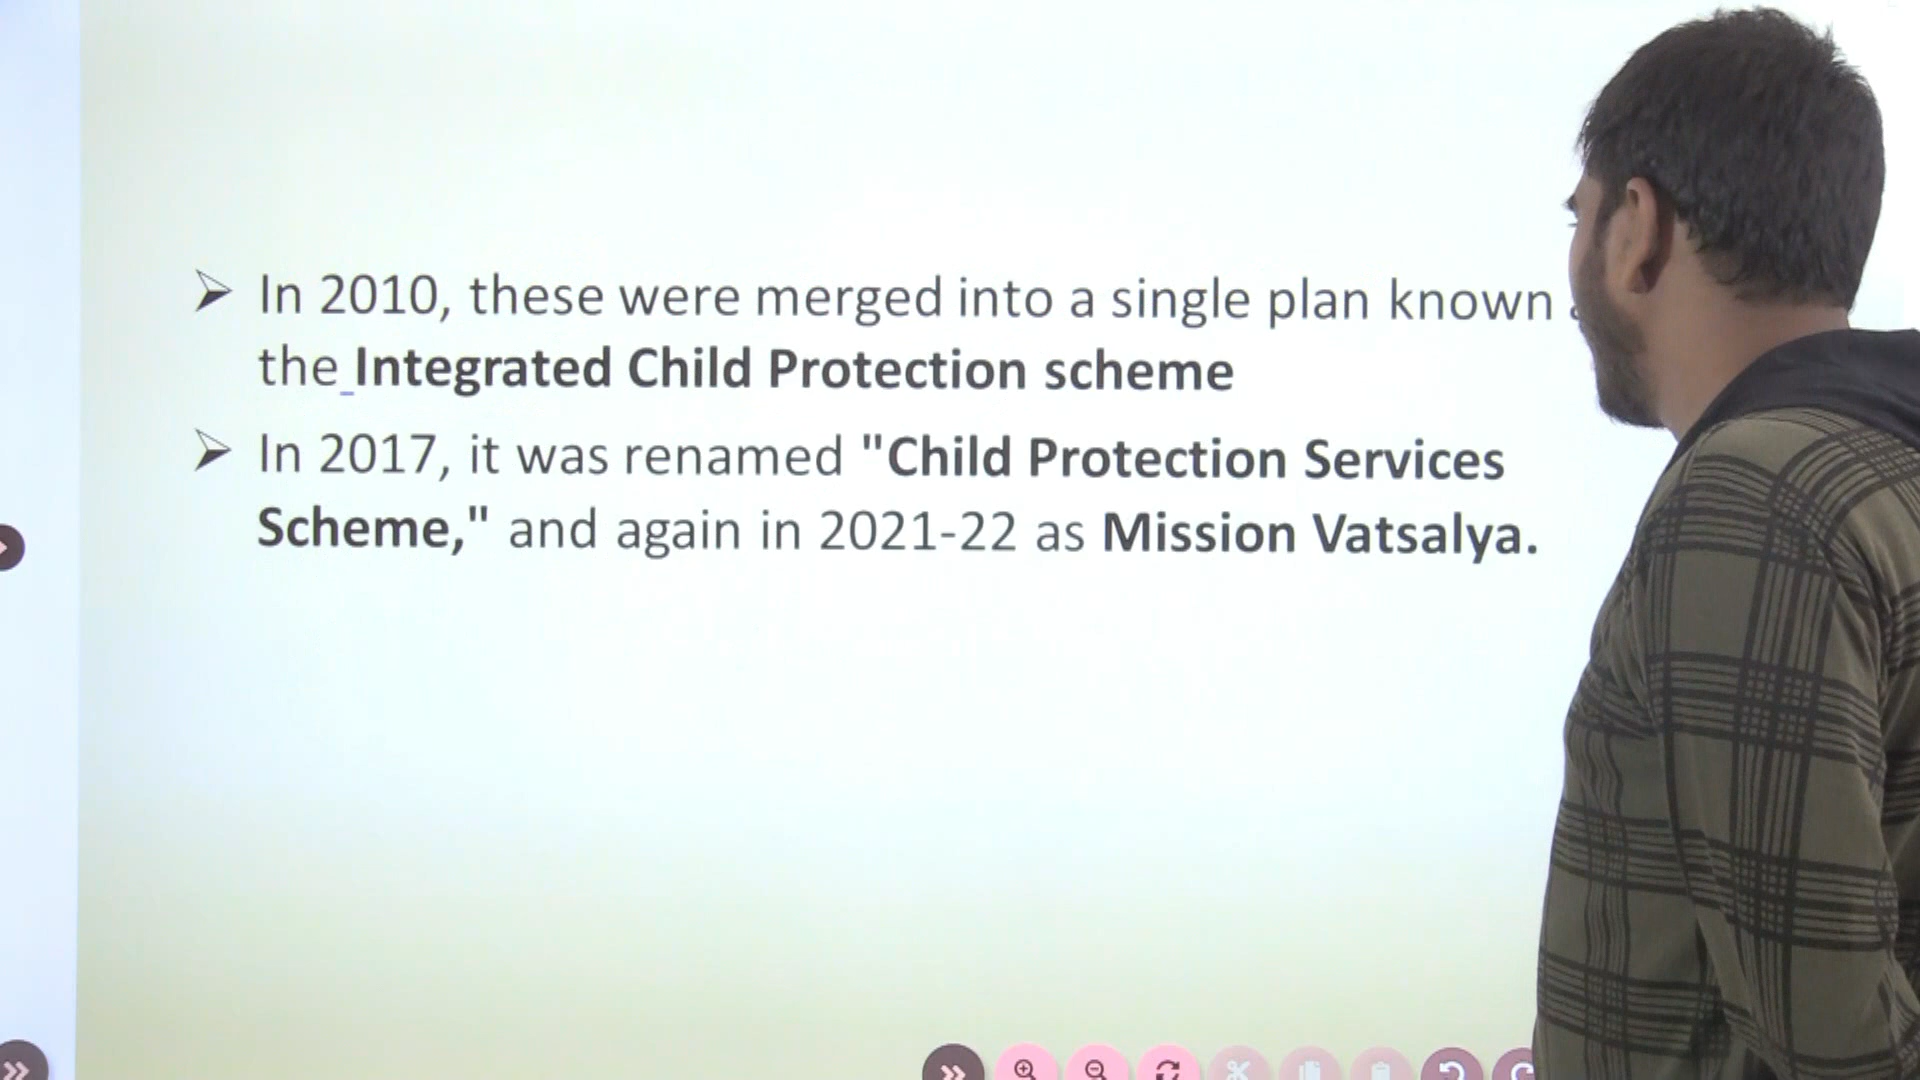 In 2010, these were merged into a single plan known
the Integrated Child Protection scheme
In 2017, it was renamed "Child Protection Services
Scheme," and again in 2021-22 as Mission Vatsalya.